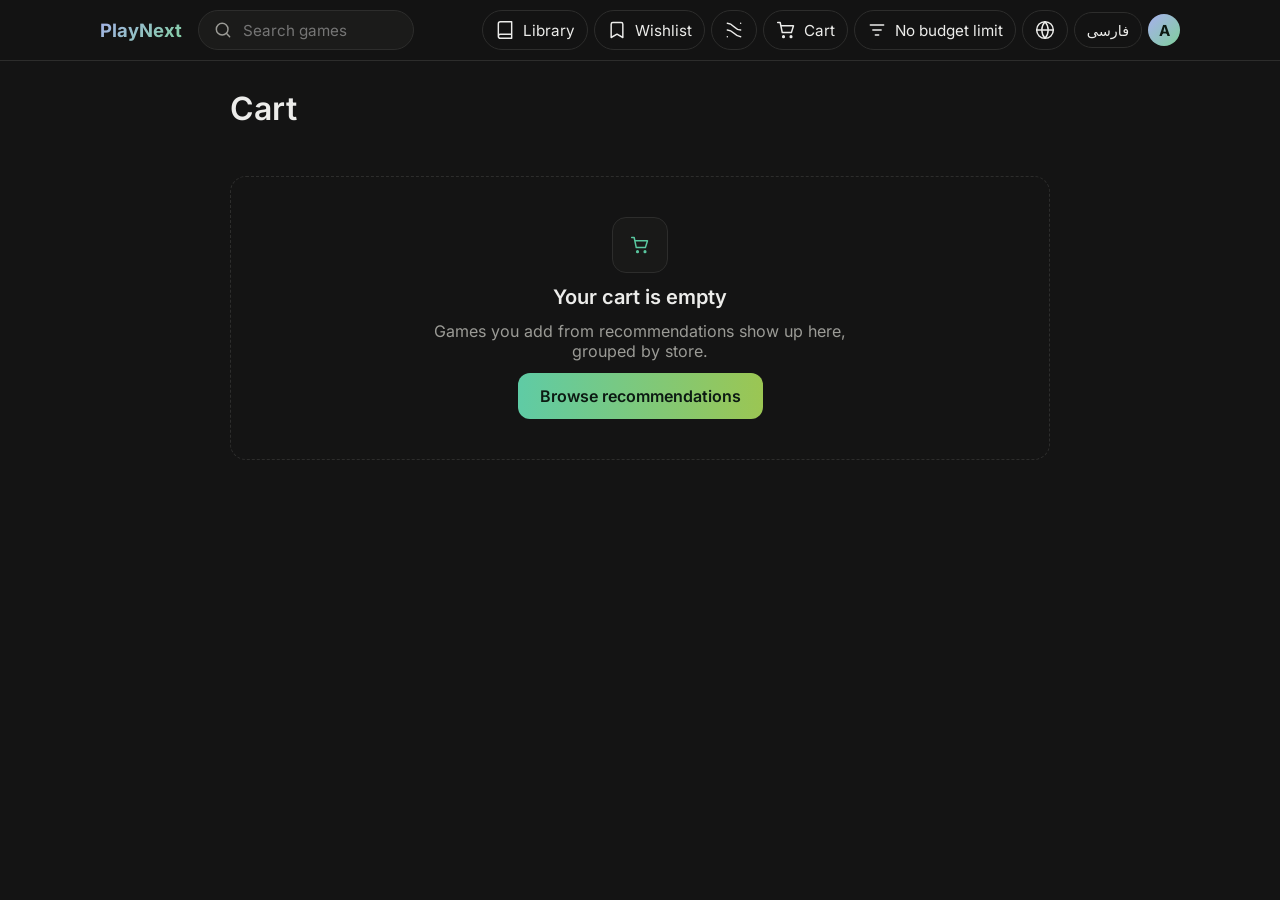 PlayNext
Search games
Library
Wishlist
Cart
No budget limit
فارسی
A
Cart
Your cart is empty
Games you add from recommendations show up here,
grouped by store.
Browse recommendations